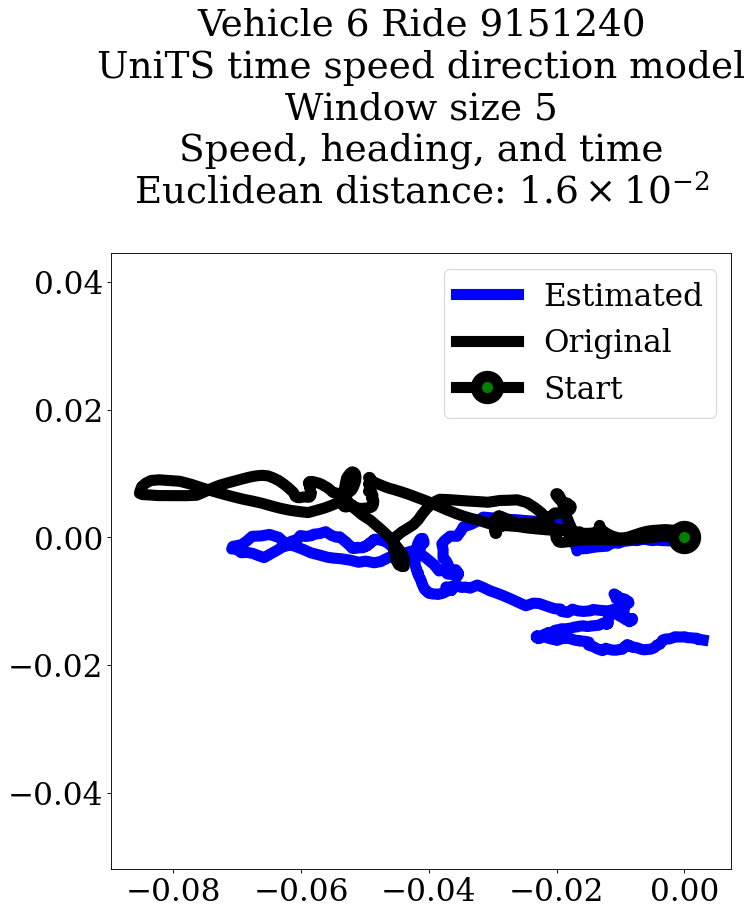 Vehicle 6 Ride 9151240
UniTS time speed direction model
Window size 5
Speed, heading, and time
Euclidean distance: 1.6 × 10⁻²
Estimated
Original
Start
0.04
0.02
0.00
−0.02
−0.04
−0.08
−0.06
−0.04
−0.02
0.00